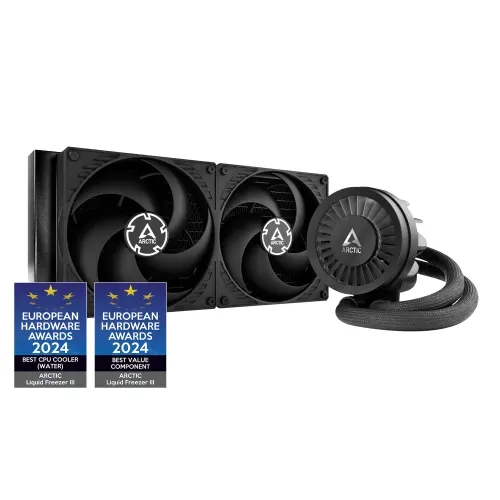 ARCTIC
ARCTIC
ARCTIC
EUROPEAN
HARDWARE
AWARDS
2024
BEST CPU COOLER
(WATER)
ARCTIC
Liquid Freezer III
EUROPEAN
HARDWARE
AWARDS
2024
BEST VALUE
COMPONENT
ARCTIC
Liquid Freezer III